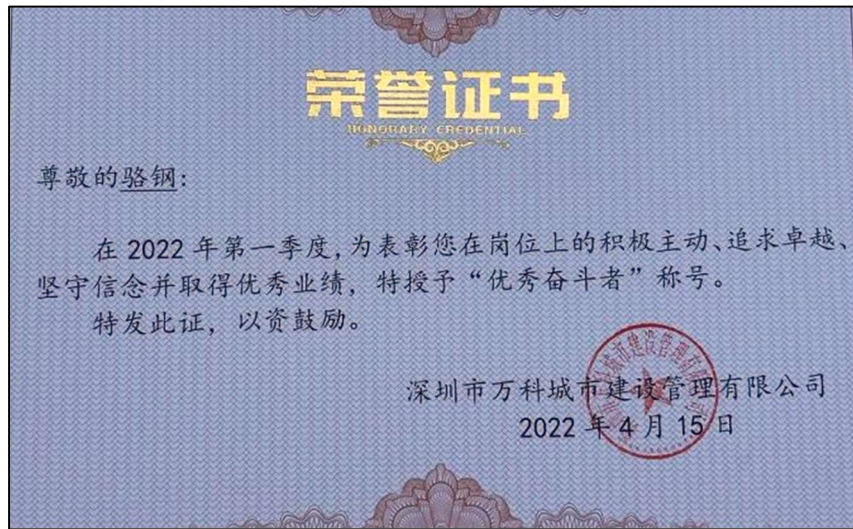 荣誉证书
HONORARY CREDENTIAL
尊敬的骆钢:
在 2022 年第一季度,为表彰您在岗位上的积极主动、追求卓越、
坚守信念并取得优秀业绩，特授予“优秀奋斗者”称号。
特发此证，以资鼓励。
深圳市万科城市建设管理有限公司
2022 年 4 月 15 日